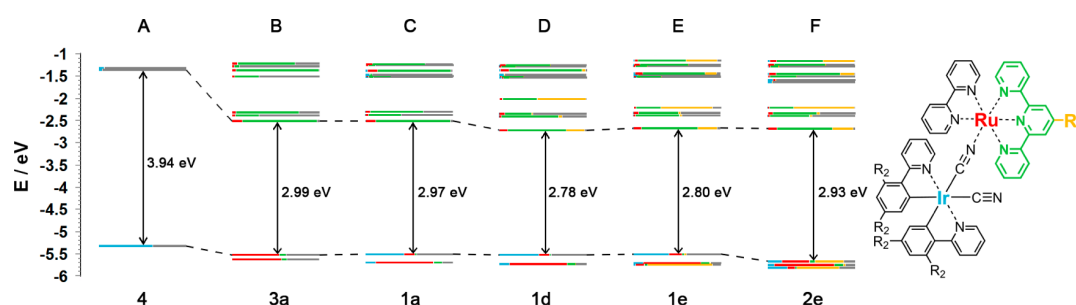 A B C D E F
E / eV
-1
-1.5
-2
-2.5
-3
-3.5
-4
-4.5
-5
-5.5
-6
3.94 eV
2.99 eV
2.97 eV
2.78 eV
2.80 eV
2.93 eV
4 3a 1a 1d 1e 2e
N N
N Ru N R
N N
C≡N
R₂ N
Ir C≡N
R₂
R₂ N
R₂